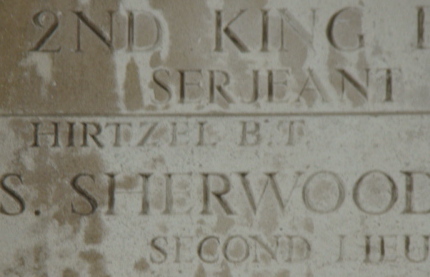 2ND KING
SERJEANT
HIRTZEL B.T.
S. SHERWOOD
SECOND LIEU